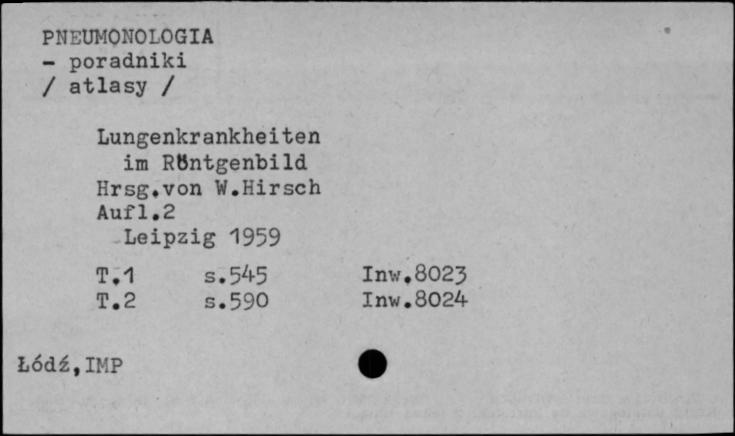 PNEUMONOLOGIA
- poradniki
/ atlasy /
Lungenkrankheiten
im Röntgenbild
Hrsg.von W.Hirsch
Aufl.2
Leipzig 1959
T.1 s.545 Inw.8023
T.2 s.590 Inw.8024
Łódź,IMP